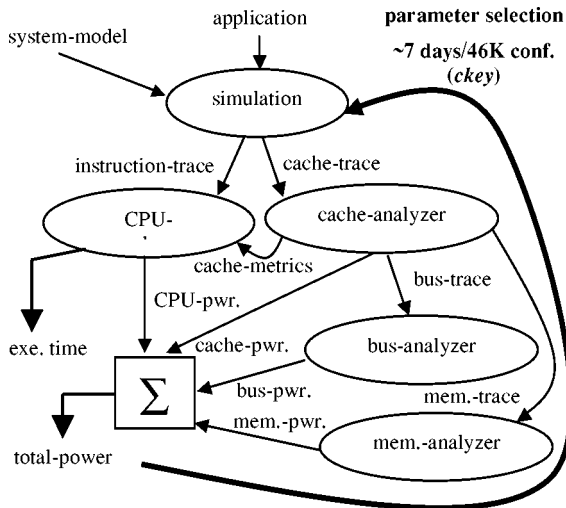 application
parameter selection
system-model
~7 days/46K conf.
(ckey)
simulation
instruction-trace
cache-trace
CPU-
cache-analyzer
cache-metrics
bus-trace
CPU-pwr.
exe. time
cache-pwr.
bus-analyzer
bus-pwr.
mem.-trace
Σ
mem.-pwr.
mem.-analyzer
total-power